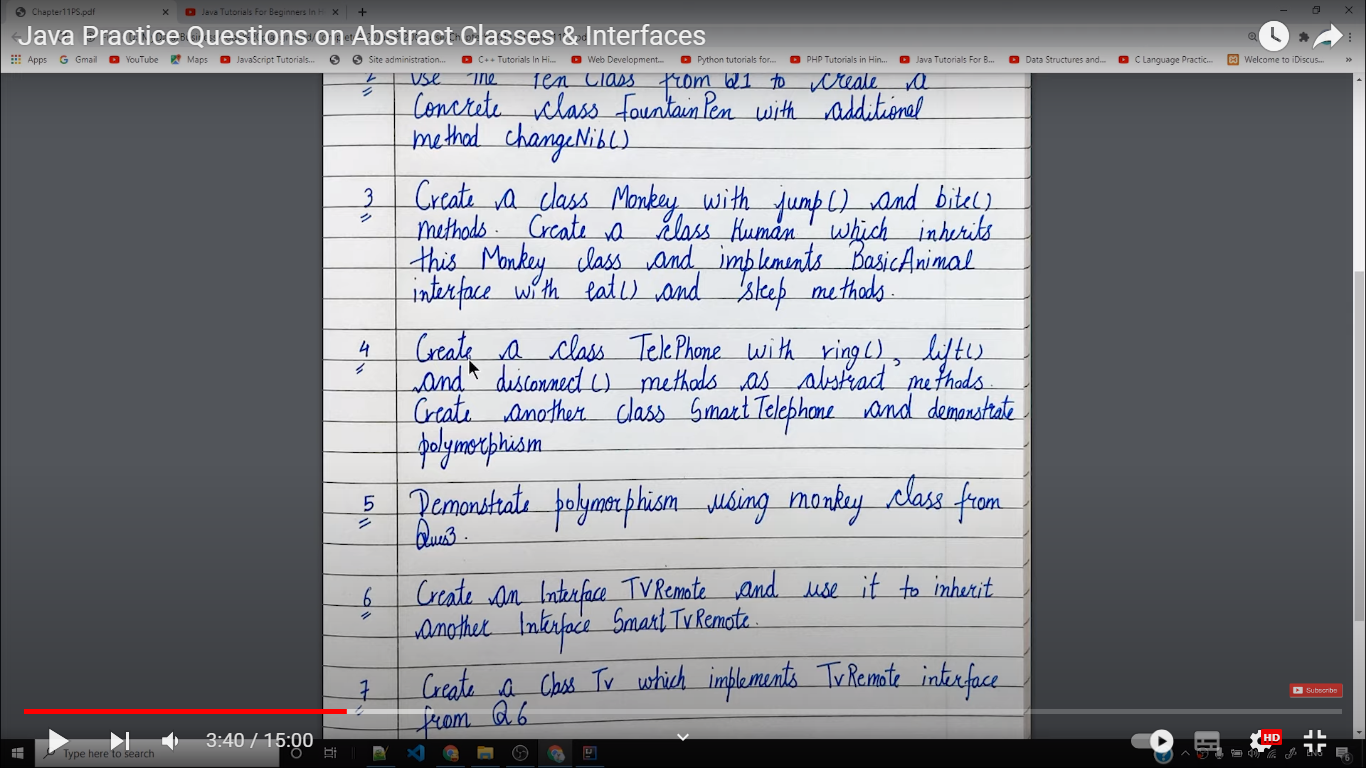 Chapter11PS.pdf
Java Tutorials For Beginners In H
Java Practice Questions on Abstract Classes & Interfaces
Apps
Gmail
YouTube
Maps
JavaScript Tutorials...
Site administration...
C++ Tutorials In Hi...
Web Development...
Python tutorials for...
PHP Tutorials in Hin...
Java Tutorials For B...
Data Structures and...
C Language Practic...
Welcome to iDiscus...
2 Use the Pen Class from Q1 to create a
Concrete class FountainPen with additional
method changeNib()
3 Create a class Monkey with jump() and bite()
methods. Create a class Human which inherits
this Monkey class and implements BasicAnimal
interface with eat() and sleep methods.
4 Create a class TelePhone with ring(), lift()
and disconnect() methods as abstract methods.
Create another class SmartTelephone and demonstrate
polymorphism
5 Demonstrate polymorphism using monkey class from
Qus3.
6 Create an Interface TVRemote and use it to inherit
another Interface SmartTvRemote.
7 Create a Class Tv which implements TvRemote interface
from Q6
Subscribe
3:40 / 15:00
HD
Type here to search
ENG